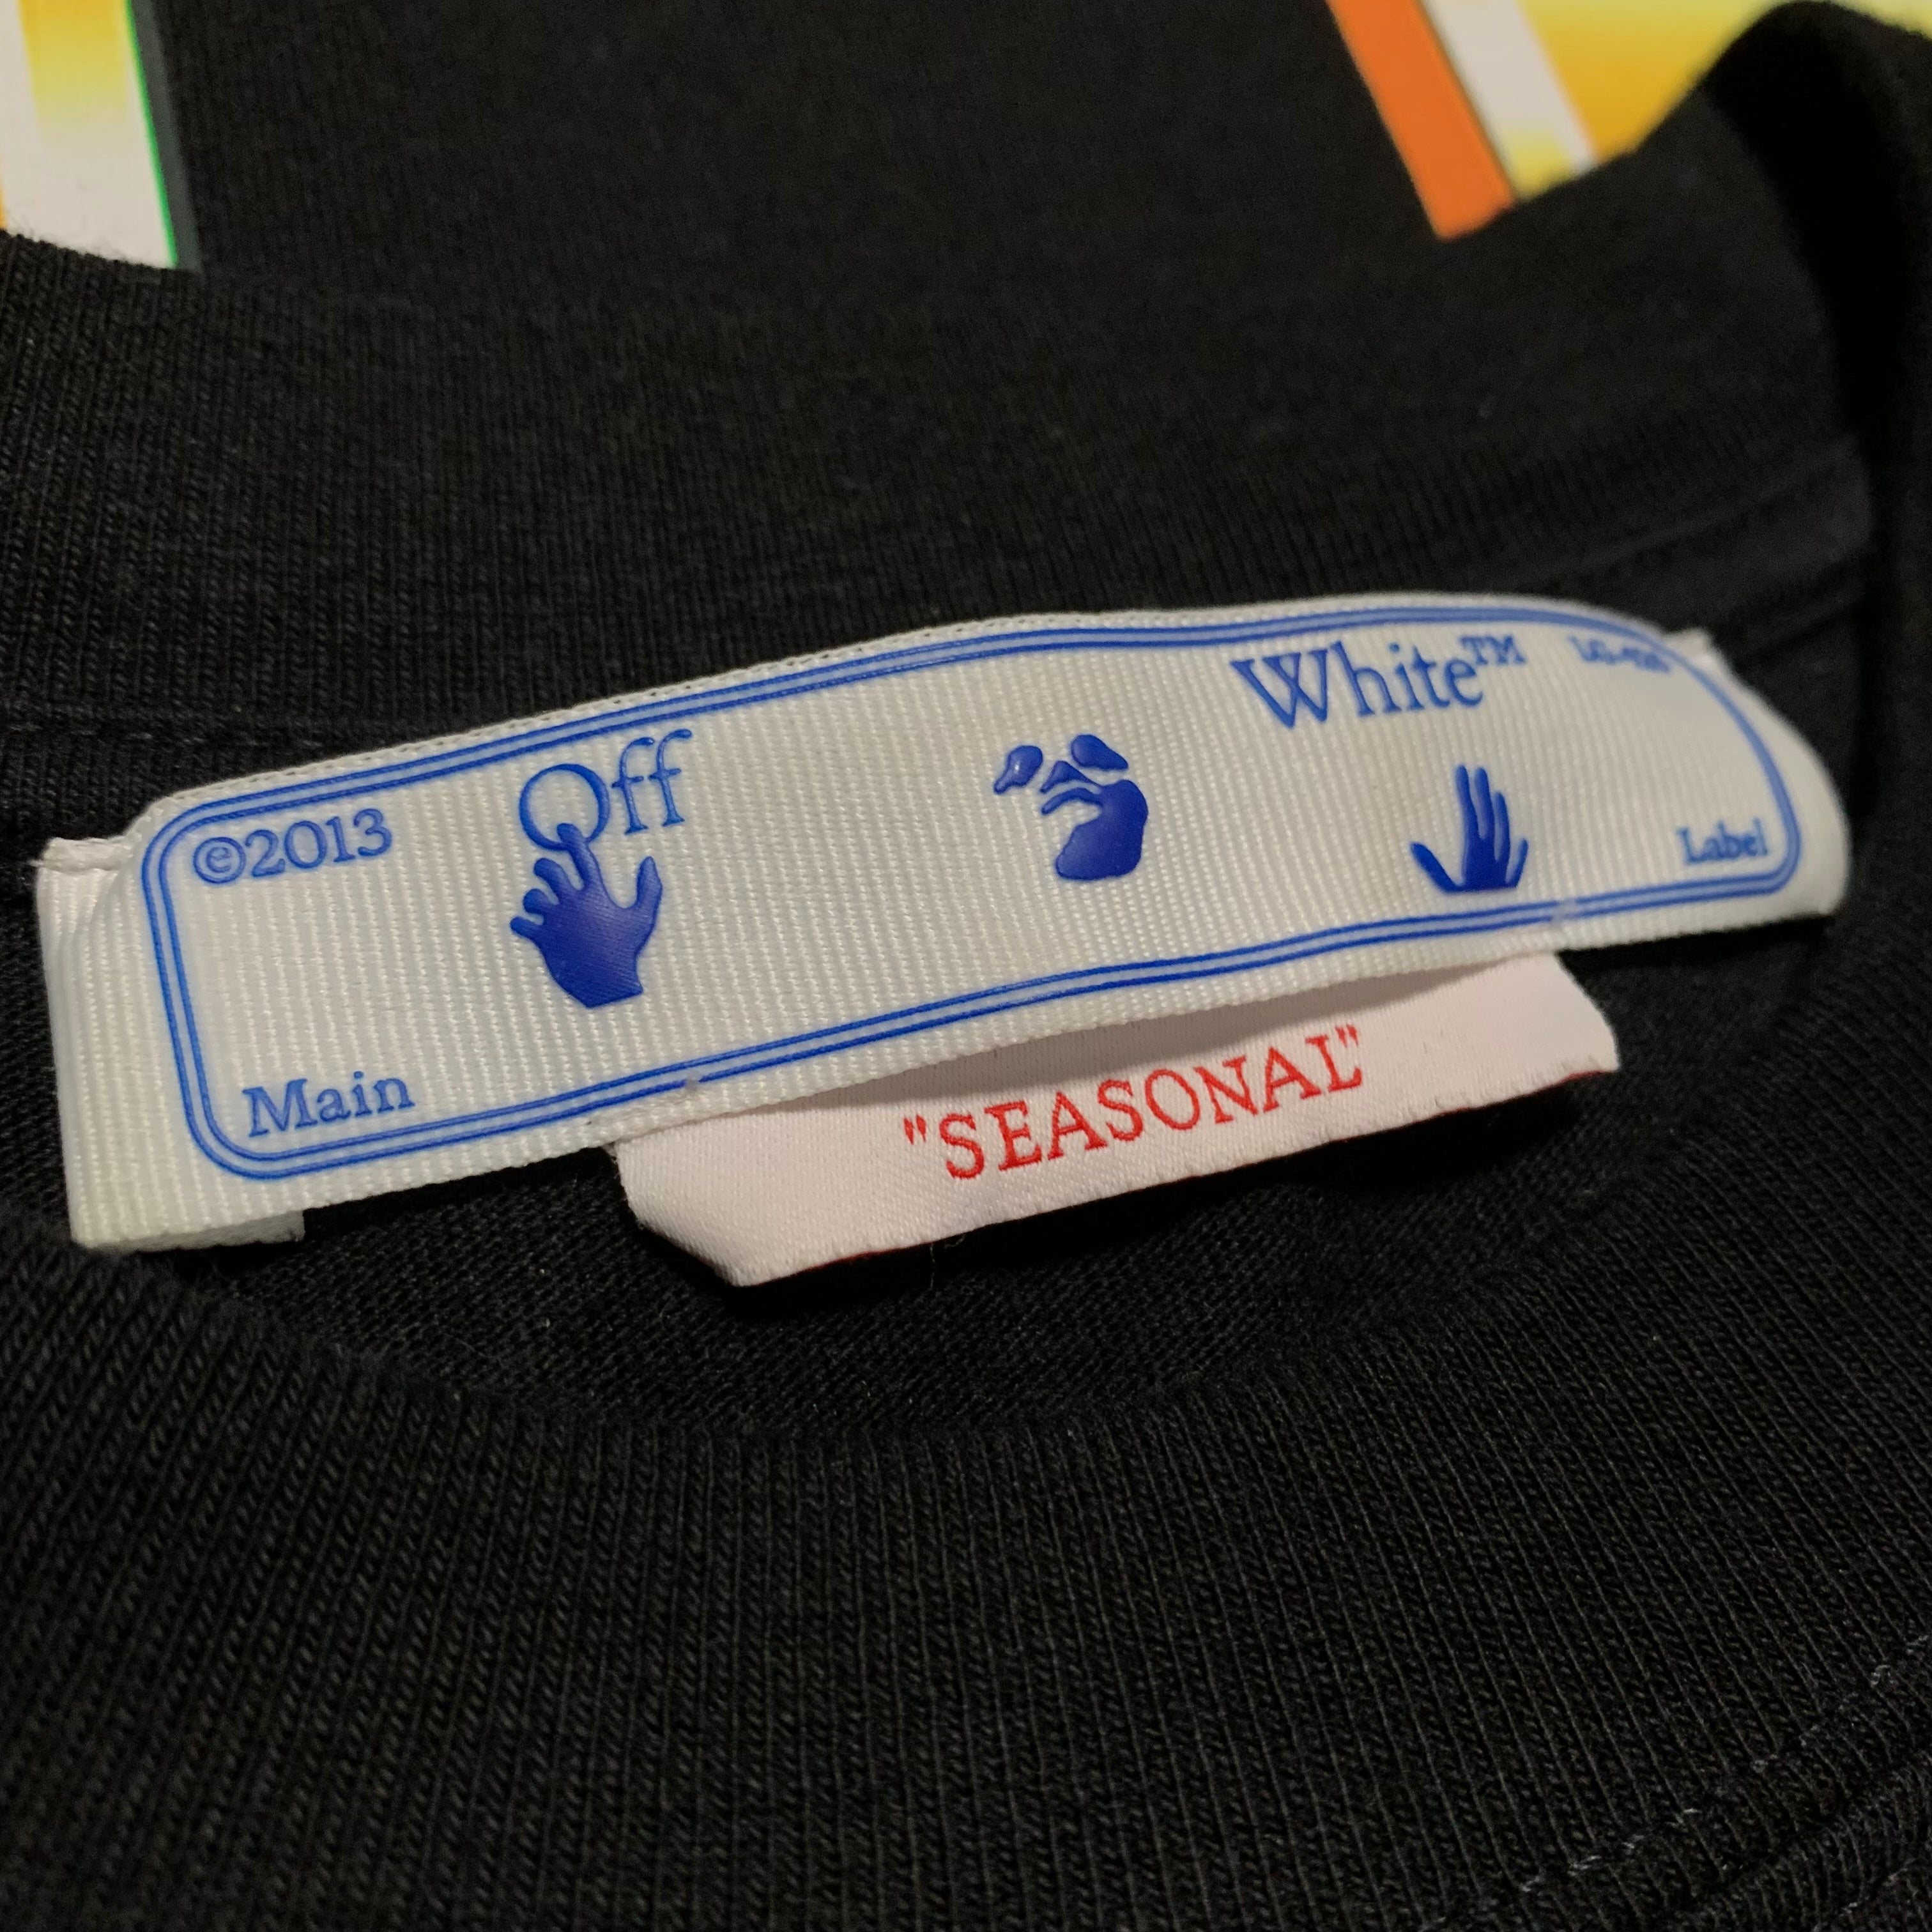 ©2013
Off
White™
Main
Label
"SEASONAL"